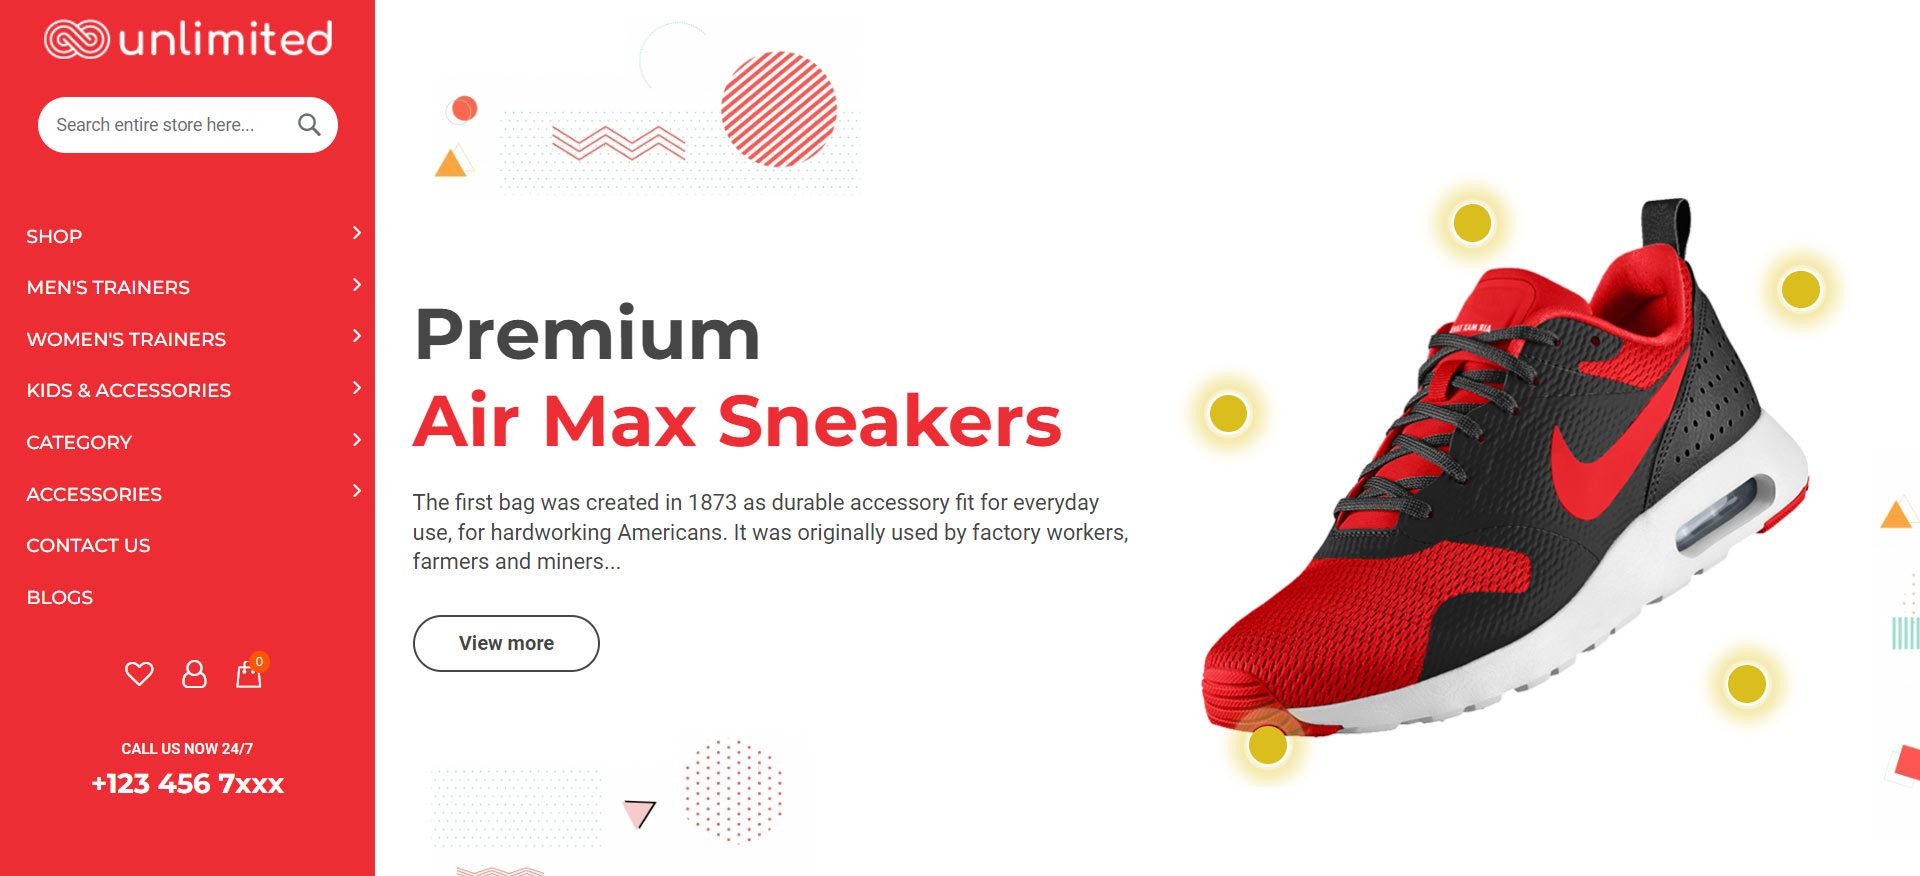 unlimited
Search entire store here...
SHOP
MEN'S TRAINERS
WOMEN'S TRAINERS
KIDS & ACCESSORIES
CATEGORY
ACCESSORIES
CONTACT US
BLOGS
0
CALL US NOW 24/7
+123 456 7xxx
Premium
Air Max Sneakers
The first bag was created in 1873 as durable accessory fit for everyday
use, for hardworking Americans. It was originally used by factory workers,
farmers and miners...
View more